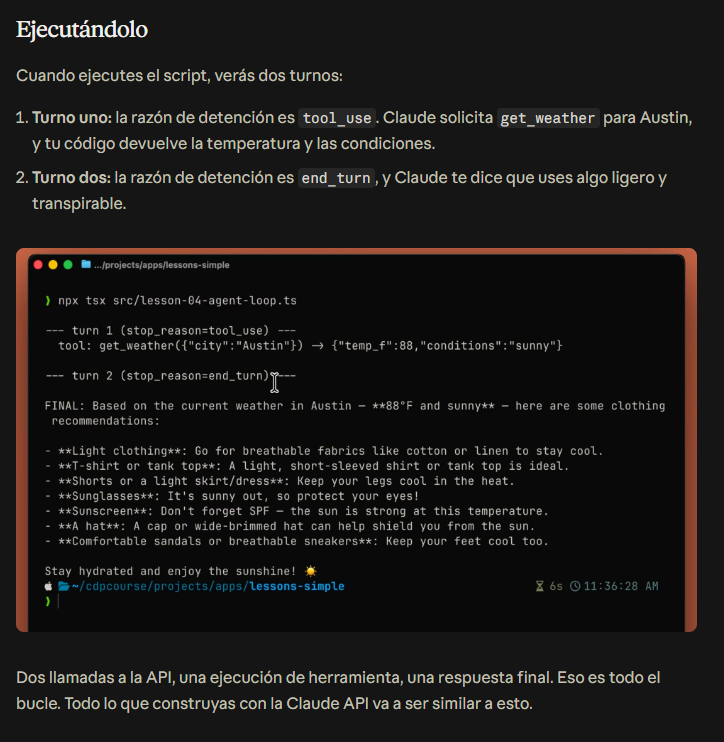 Ejecutándolo
Cuando ejecutes el script, verás dos turnos:
1. Turno uno: la razón de detención es tool_use. Claude solicita get_weather para Austin,
y tu código devuelve la temperatura y las condiciones.
2. Turno dos: la razón de detención es end_turn, y Claude te dice que uses algo ligero y
transpirable.
.../projects/apps/lessons-simple
❯ npx tsx src/lesson-04-agent-loop.ts
--- turn 1 (stop_reason=tool_use) ---
tool: get_weather({"city":"Austin"}) → {"temp_f":88,"conditions":"sunny"}
--- turn 2 (stop_reason=end_turn) ---
FINAL: Based on the current weather in Austin — **88°F and sunny** — here are some clothing
recommendations:
- **Light clothing**: Go for breathable fabrics like cotton or linen to stay cool.
- **T-shirt or tank top**: A light, short-sleeved shirt or tank top is ideal.
- **Shorts or a light skirt/dress**: Keep your legs cool in the heat.
- **Sunglasses**: It's sunny out, so protect your eyes!
- **Sunscreen**: Don't forget SPF — the sun is strong at this temperature.
- **A hat**: A cap or wide-brimmed hat can help shield you from the sun.
- **Comfortable sandals or breathable sneakers**: Keep your feet cool too.
Stay hydrated and enjoy the sunshine! ☀️
~/cdpcourse/projects/apps/lessons-simple 6s 11:36:28 AM
❯
Dos llamadas a la API, una ejecución de herramienta, una respuesta final. Eso es todo el
bucle. Todo lo que construyas con la Claude API va a ser similar a esto.